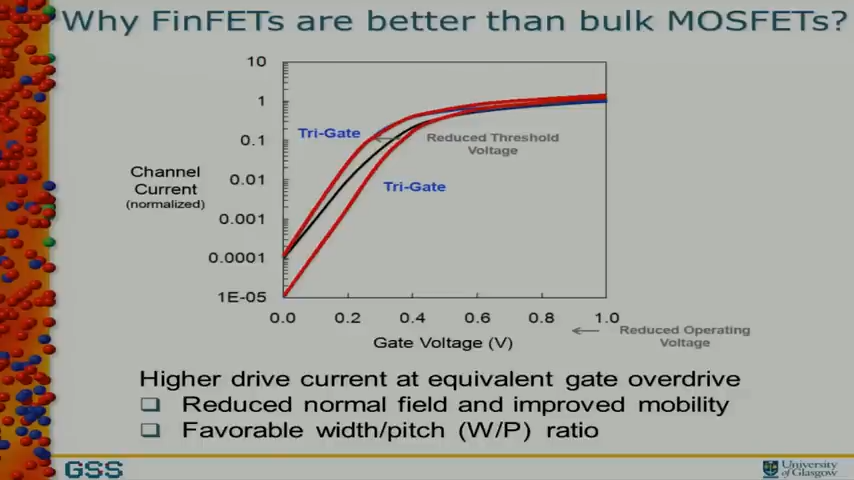 Why FinFETs are better than bulk MOSFETs?
10
1
0.1
0.01
0.001
0.0001
1E-05
Channel
Current
(normalized)
Tri-Gate
Reduced Threshold
Voltage
Tri-Gate
0.0 0.2 0.4 0.6 0.8 1.0
Gate Voltage (V)
Reduced Operating
Voltage
Higher drive current at equivalent gate overdrive
Reduced normal field and improved mobility
Favorable width/pitch (W/P) ratio
GSS
University
of Glasgow